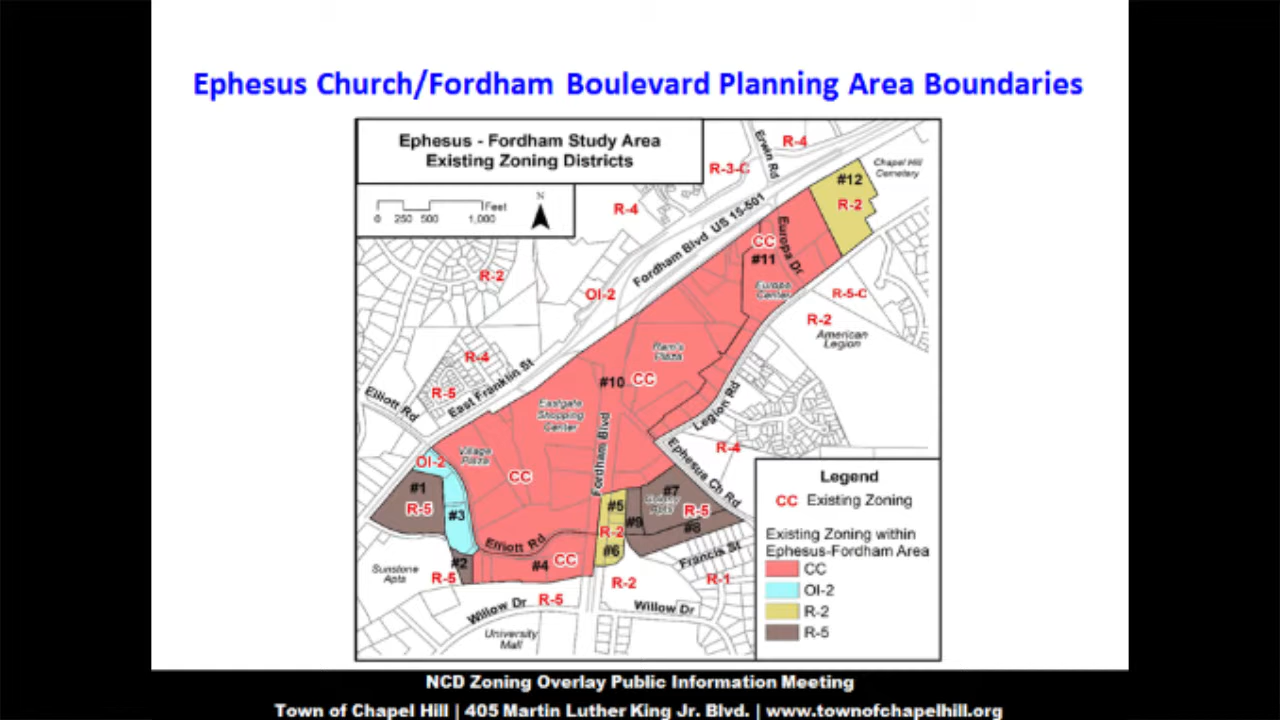 Ephesus Church/Fordham Boulevard Planning Area Boundaries
Ephesus - Fordham Study Area
Existing Zoning Districts
N
Feet
0 250 500 1,000
R-4
Erwin Rd
R-3-C
Chapel Hill
Cemetery
#12
R-2
R-4
Fordham Blvd US 15-501
CC
#11
Europa Dr
Europa
Center
R-2
OI-2
R-5-C
R-2
American
Legion
Ram's
Plaza
R-4
#10 CC
R-5
East Franklin St
Elliott Rd
Eastgate
Shopping
Center
Fordham Blvd
Legion Rd
R-4
Ephesus Ch Rd
OI-2
Village
Plaza
CC
#1
R-5
#3
#5
#7
Colony
Apts
R-5
#9
#8
R-2
#6
Elliott Rd
CC
#4
#2
Francis St
Sunstone
Apts
R-5
R-2
R-1
R-5
Willow Dr
Willow Dr
University
Mall
Legend
CC Existing Zoning
Existing Zoning within
Ephesus-Fordham Area
CC
OI-2
R-2
R-5
NCD Zoning Overlay Public Information Meeting
Town of Chapel Hill | 405 Martin Luther King Jr. Blvd. | www.townofchapelhill.org